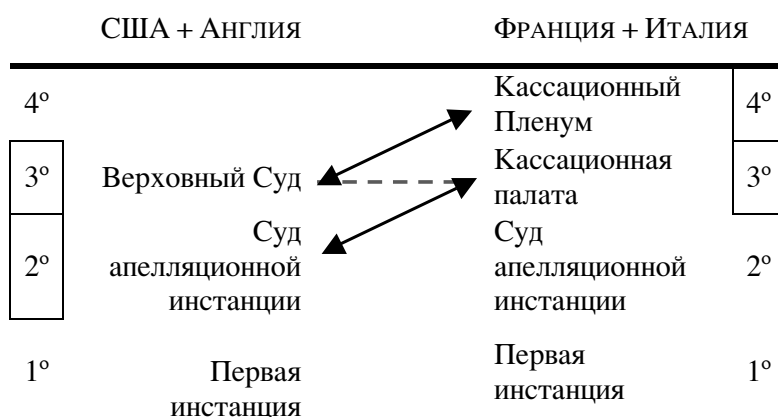 США + АНГЛИЯ ФРАНЦИЯ + ИТАЛИЯ
4º Кассационный Пленум 4º
3º Верховный Суд Кассационная палата 3º
2º Суд апелляционной инстанции Суд апелляционной инстанции 2º
1º Первая инстанция Первая инстанция 1º